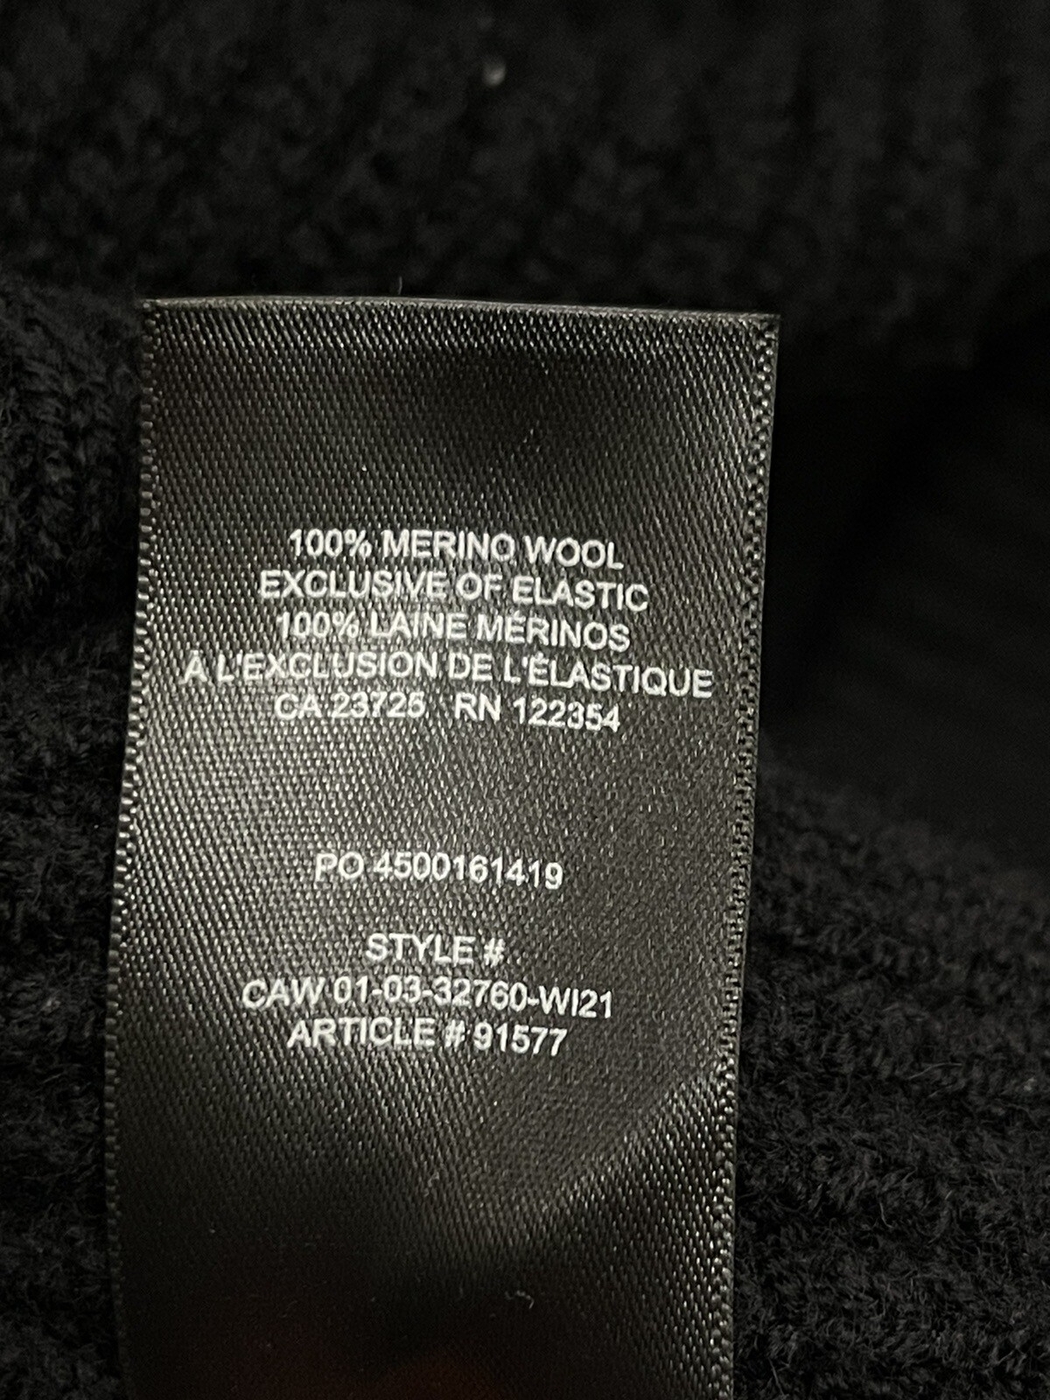 100% MERINO WOOL
EXCLUSIVE OF ELASTIC
100% LAINE MÉRINOS
À L'EXCLUSION DE L'ÉLASTIQUE
CA 23725 RN 122354
PO 4500161419
STYLE #
CAW 01-03-32760-WI21
ARTICLE # 91577